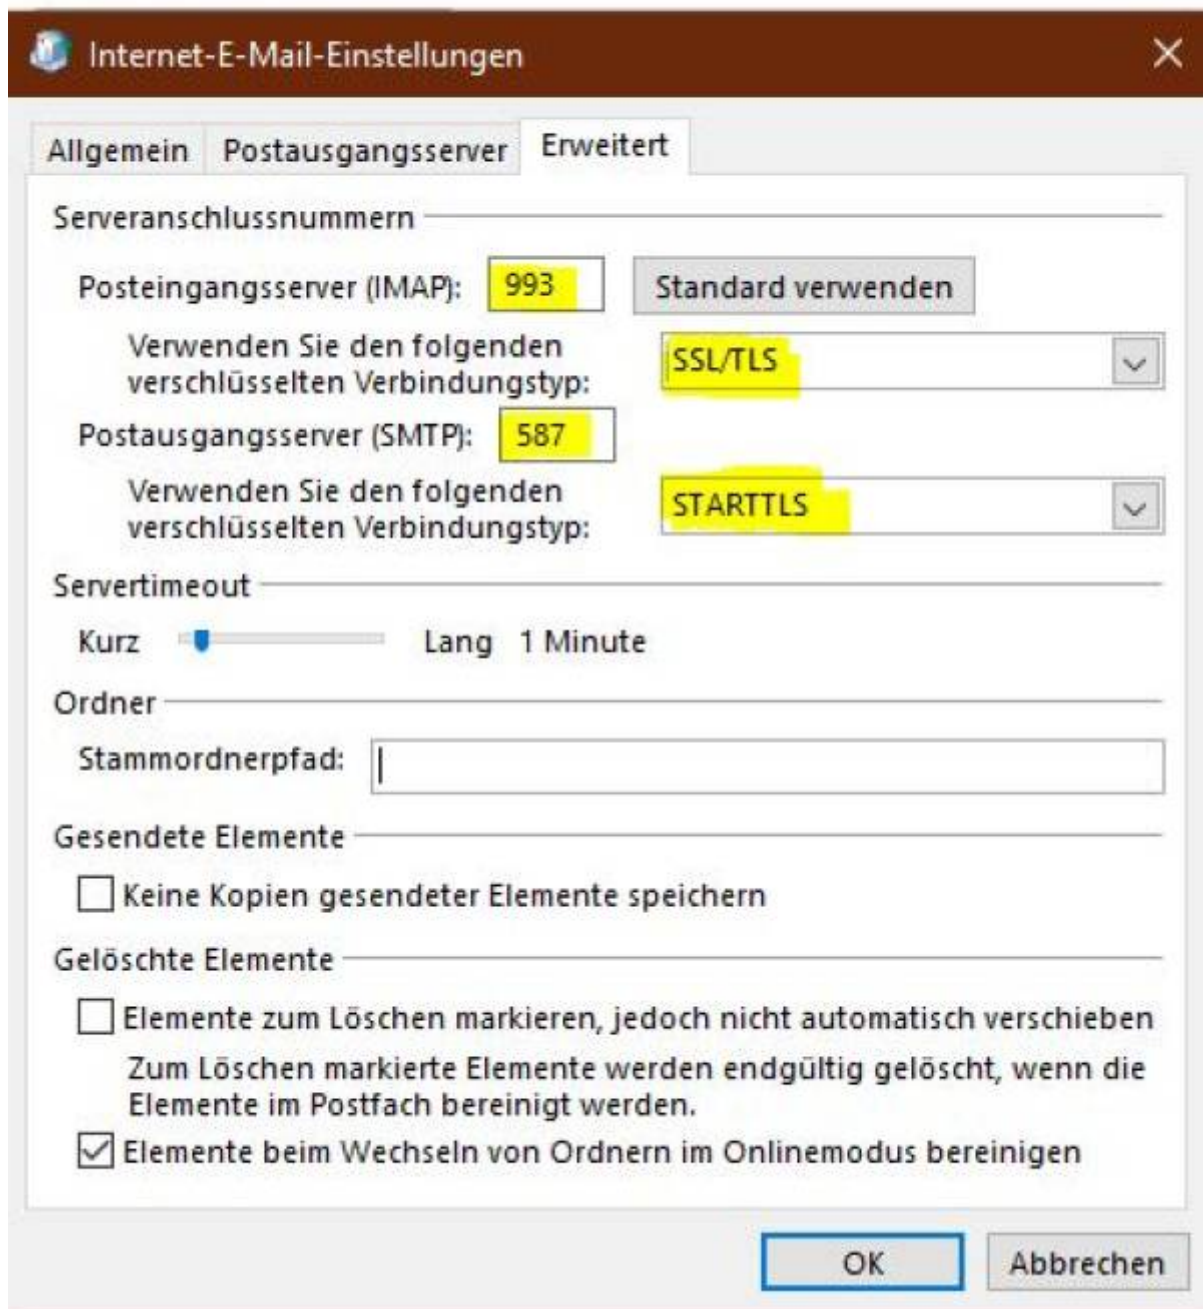 Internet-E-Mail-Einstellungen
Allgemein Postausgangsserver Erweitert
Serveranschlussnummern
Posteingangsserver (IMAP): 993 Standard verwenden
Verwenden Sie den folgenden
verschlüsselten Verbindungstyp: SSL/TLS
Postausgangsserver (SMTP): 587
Verwenden Sie den folgenden
verschlüsselten Verbindungstyp: STARTTLS
Servertimeout
Kurz Lang 1 Minute
Ordner
Stammordnerpfad:
Gesendete Elemente
Keine Kopien gesendeter Elemente speichern
Gelöschte Elemente
Elemente zum Löschen markieren, jedoch nicht automatisch verschieben
Zum Löschen markierte Elemente werden endgültig gelöscht, wenn die
Elemente im Postfach bereinigt werden.
Elemente beim Wechseln von Ordnern im Onlinemodus bereinigen
OK Abbrechen